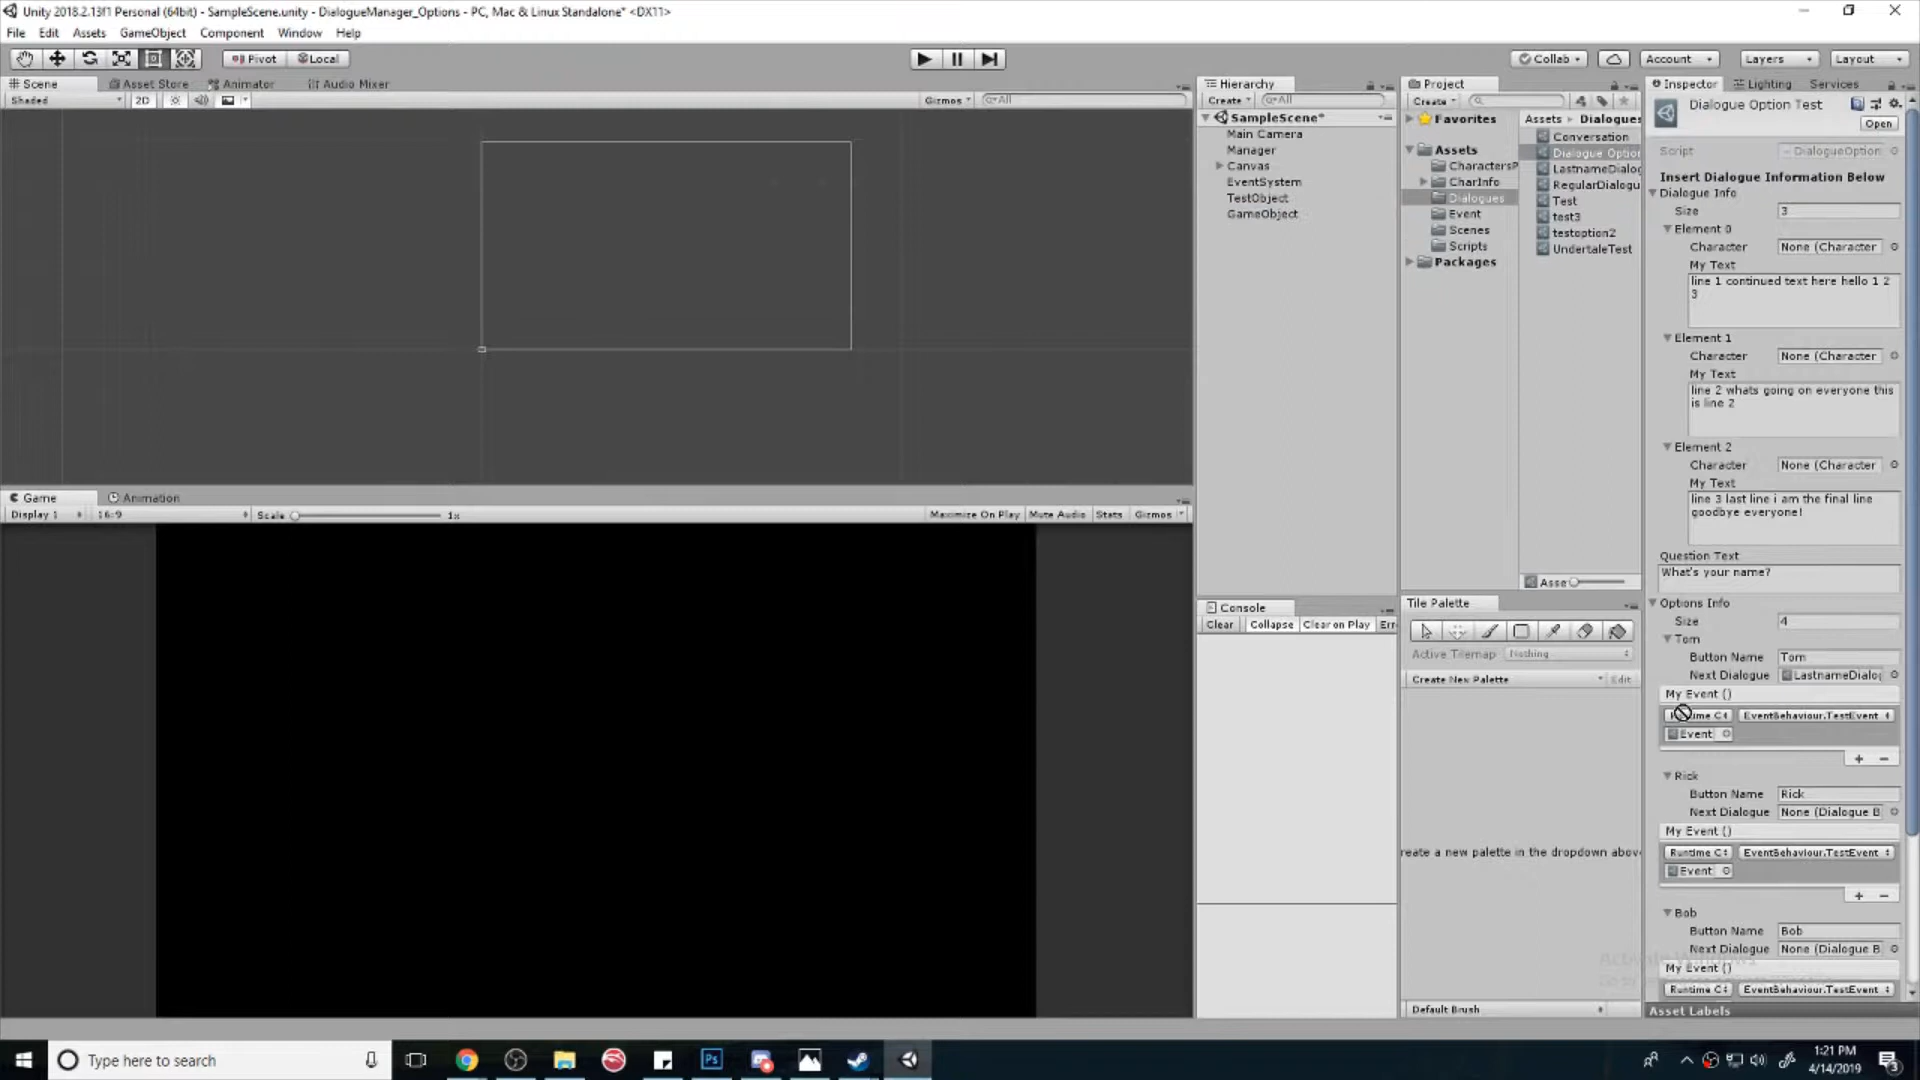 Unity 2018.2.13f1 Personal (64bit) - SampleScene.unity - DialogueManager_Options - PC, Mac & Linux Standalone* <DX11>
File Edit Assets GameObject Component Window Help
Pivot Local
Collab Account Layers Layout
Scene Asset Store Animator Audio Mixer
Shaded 2D Gizmos All
Hierarchy
Create All
SampleScene*
Main Camera
Manager
Canvas
EventSystem
TestObject
GameObject
Project
Create
Favorites
Assets
CharactersP
CharInfo
Dialogues
Event
Scenes
Scripts
Packages
Assets Dialogues
Conversation
Dialogue Option
LastnameDialog
RegularDialogu
Test
test3
testoption2
UndertaleTest
Asse
Inspector Lighting Services
Dialogue Option Test
Open
Script DialogueOption
Insert Dialogue Information Below
Dialogue Info
Size 3
Element 0
Character None (Character
My Text
line 1 continued text here hello 1 2
3
Element 1
Character None (Character
My Text
line 2 whats going on everyone this
is line 2
Element 2
Character None (Character
My Text
line 3 last line i am the final line
goodbye everyone!
Question Text
What's your name?
Options Info
Size 4
Tom
Button Name Tom
Next Dialogue LastnameDialog
My Event ()
EventBehaviour.TestEvent
Event
+ -
Rick
Button Name Rick
Next Dialogue None (Dialogue B
My Event ()
Runtime C EventBehaviour.TestEvent
Event
+ -
Bob
Button Name Bob
Next Dialogue None (Dialogue B
My Event ()
Runtime C EventBehaviour.TestEvent
Asset Labels
Game Animation
Display 1 16:9 Scale 1x Maximize On Play Mute Audio Stats Gizmos
Console
Clear Collapse Clear on Play Err
Tile Palette
Active Tilemap Nothing
Create New Palette Edit
reate a new palette in the dropdown abov
Default Brush
Activate Windows
Type here to search
Ps
1:21 PM
4/14/2019
3